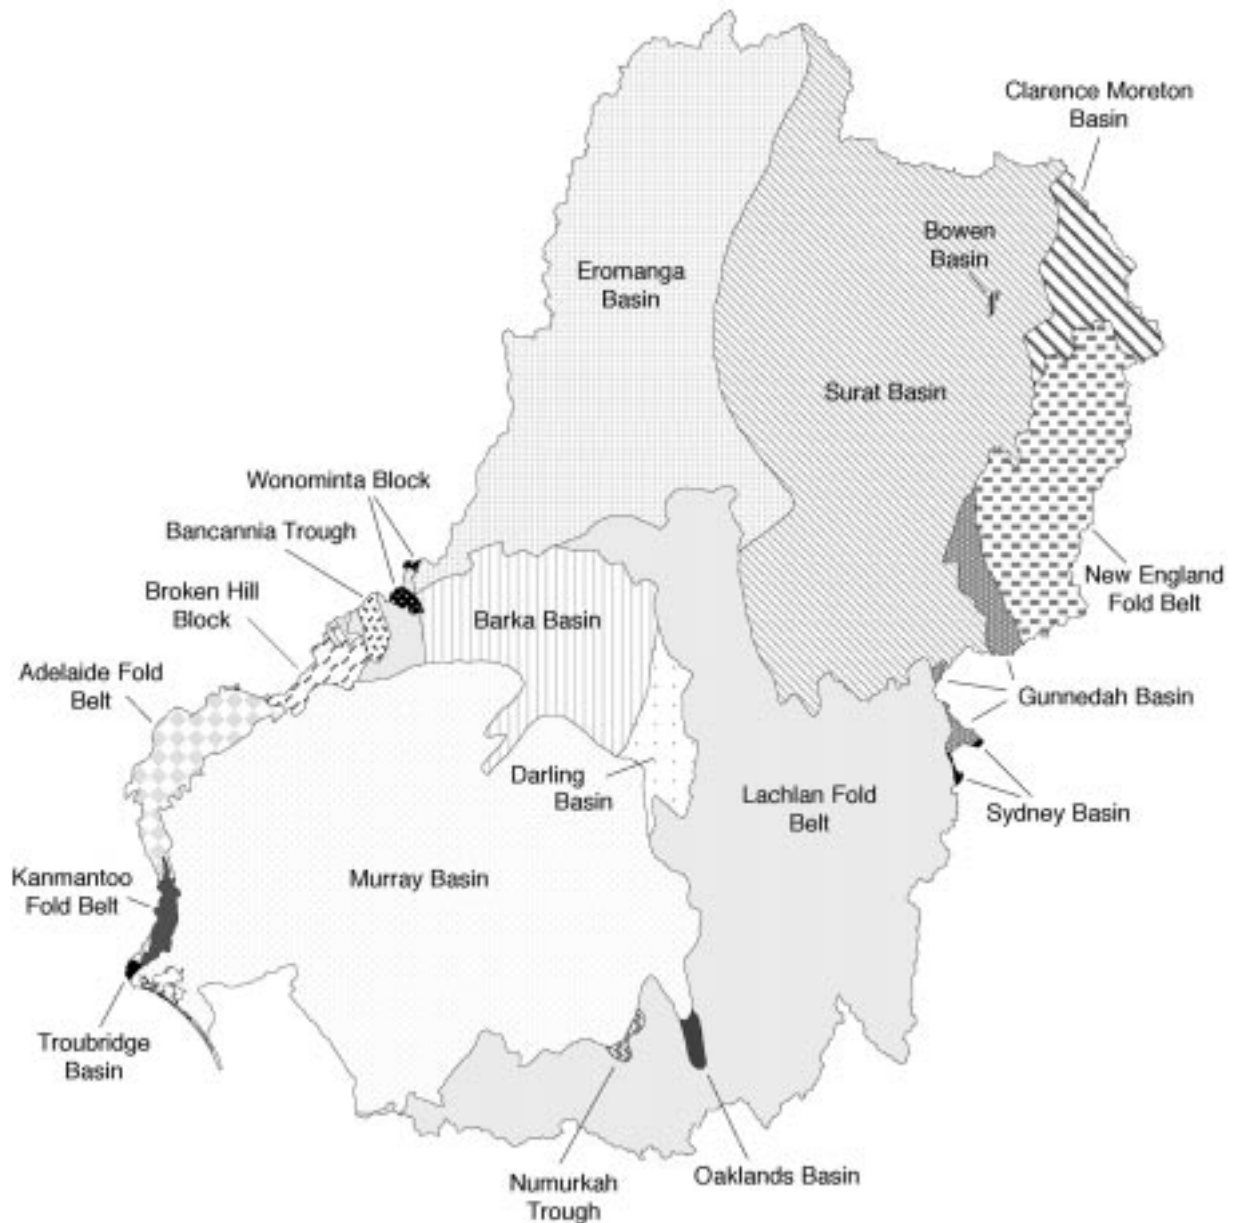 Clarence Moreton
Basin
Bowen
Basin
Eromanga
Basin
Surat Basin
Wonominta Block
Bancannia Trough
Broken Hill
Block
New England
Fold Belt
Barka Basin
Adelaide Fold
Belt
Gunnedah Basin
Darling
Basin
Lachlan Fold
Belt
Sydney Basin
Kanmantoo
Fold Belt
Murray Basin
Troubridge
Basin
Numurkah
Trough
Oaklands Basin